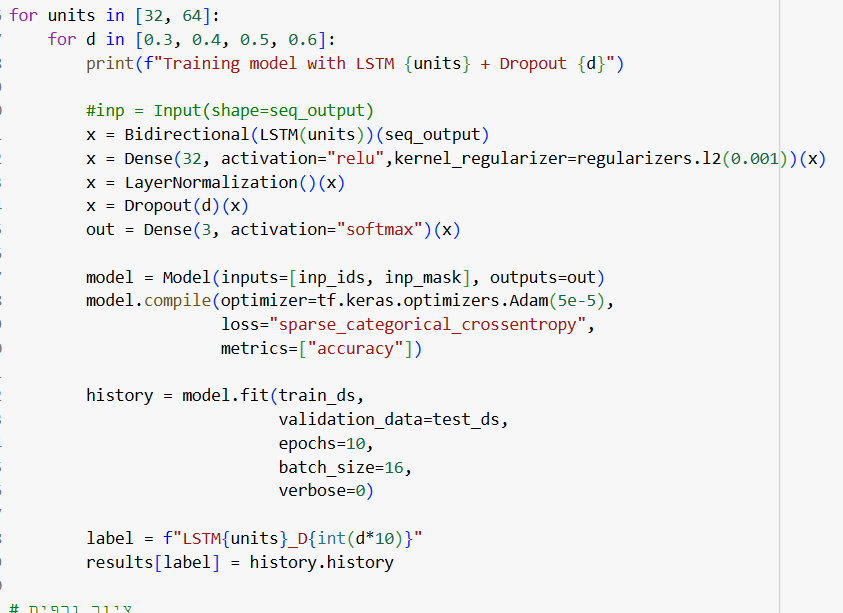 for units in [32, 64]:
    for d in [0.3, 0.4, 0.5, 0.6]:
        print(f"Training model with LSTM {units} + Dropout {d}")
        #inp = Input(shape=seq_output)
        x = Bidirectional(LSTM(units))(seq_output)
        x = Dense(32, activation="relu",kernel_regularizer=regularizers.l2(0.001))(x)
        x = LayerNormalization()(x)
        x = Dropout(d)(x)
        out = Dense(3, activation="softmax")(x)
        model = Model(inputs=[inp_ids, inp_mask], outputs=out)
        model.compile(optimizer=tf.keras.optimizers.Adam(5e-5),
                      loss="sparse_categorical_crossentropy",
                      metrics=["accuracy"])
        history = model.fit(train_ds,
                            validation_data=test_ds,
                            epochs=10,
                            batch_size=16,
                            verbose=0)
        label = f"LSTM{units}_D{int(d*10)}"
        results[label] = history.history
#